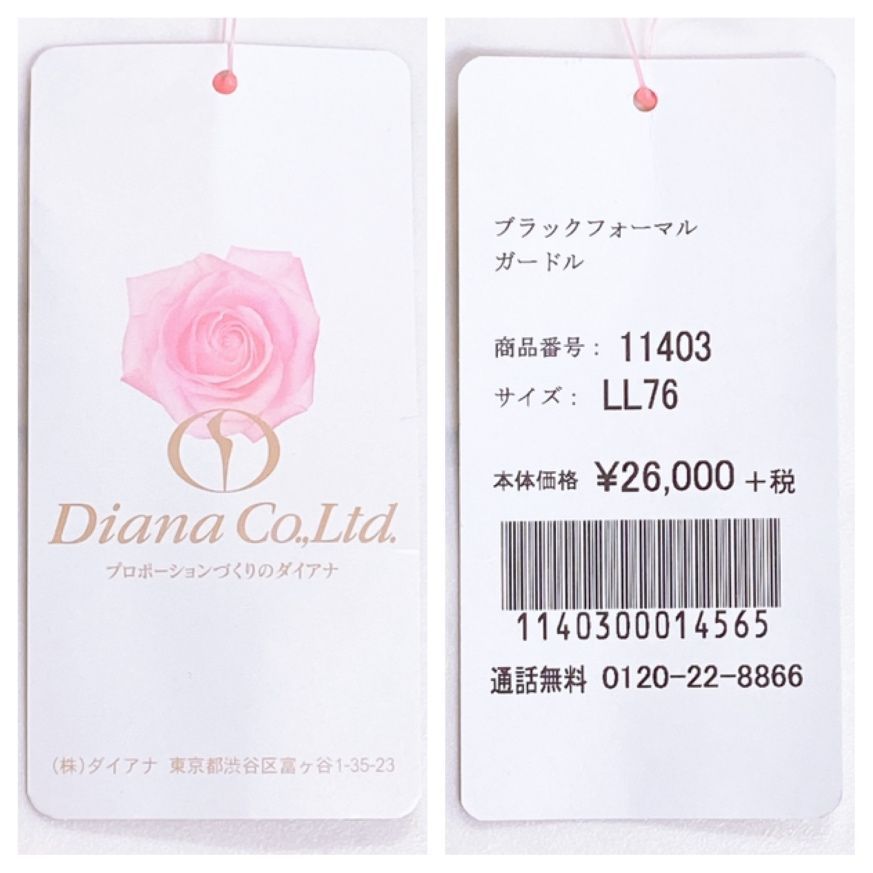 Diana Co.,Ltd.
プロポーションづくりのダイアナ
(株)ダイアナ 東京都渋谷区富ヶ谷1-35-23
ブラックフォーマル
ガードル
商品番号: 11403
サイズ: LL76
本体価格 ¥26,000 +税
1140300014565
通話無料 0120-22-8866